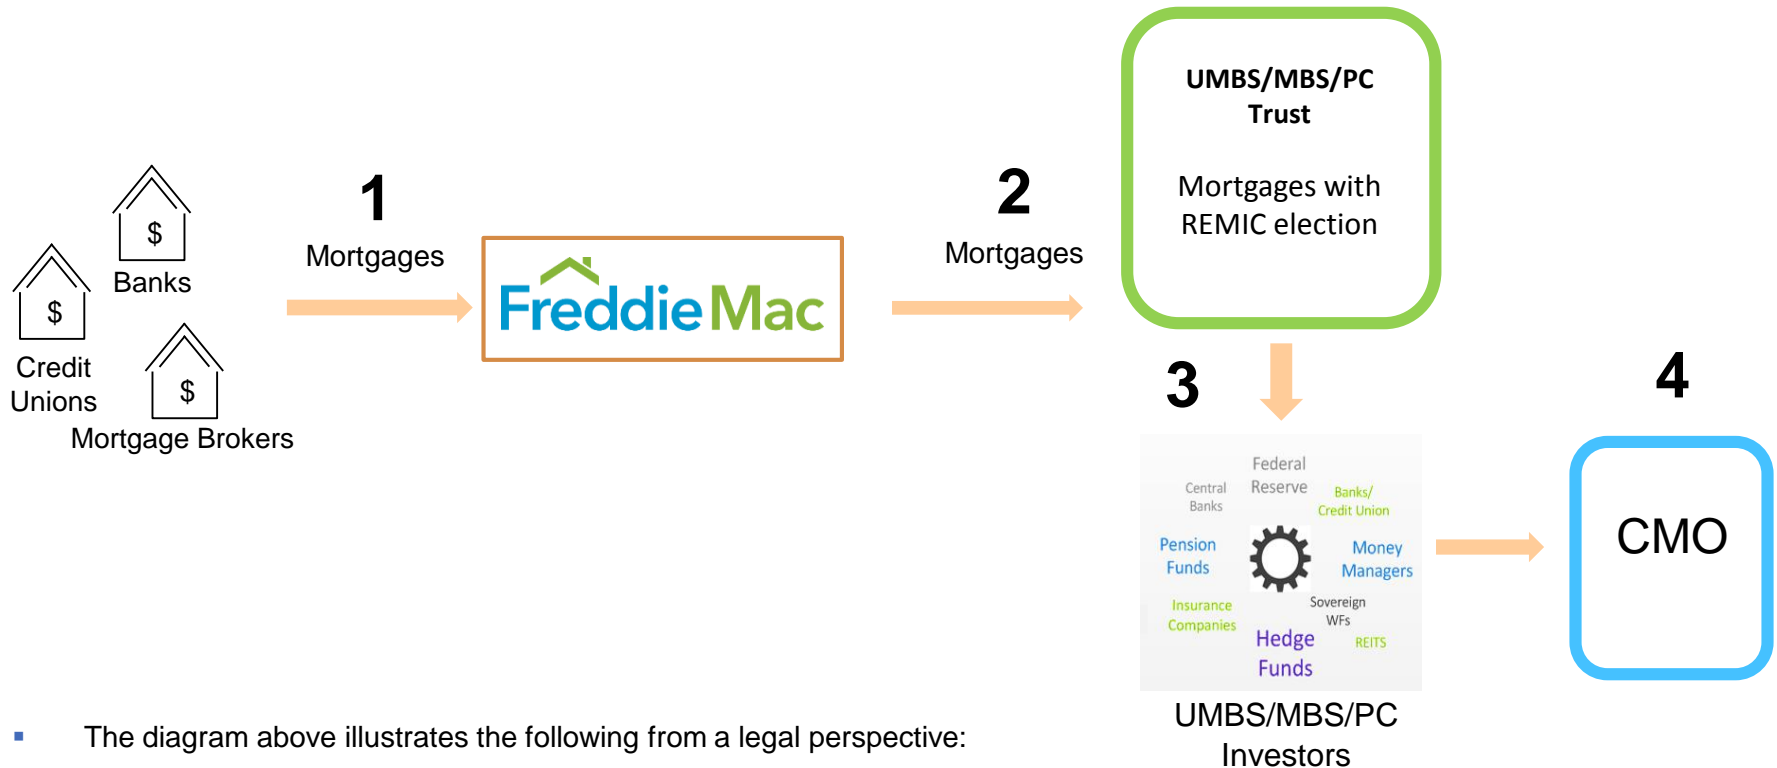 $
Banks
$
Credit
Unions
$
Mortgage Brokers
1
Mortgages
Freddie Mac
2
Mortgages
UMBS/MBS/PC
Trust
Mortgages with
REMIC election
3
Federal
Reserve
Central
Banks
Banks/
Credit Union
Pension
Funds
Money
Managers
Insurance
Companies
Sovereign
WFs
Hedge
Funds
REITS
UMBS/MBS/PC
Investors
4
CMO
▪ The diagram above illustrates the following from a legal perspective: